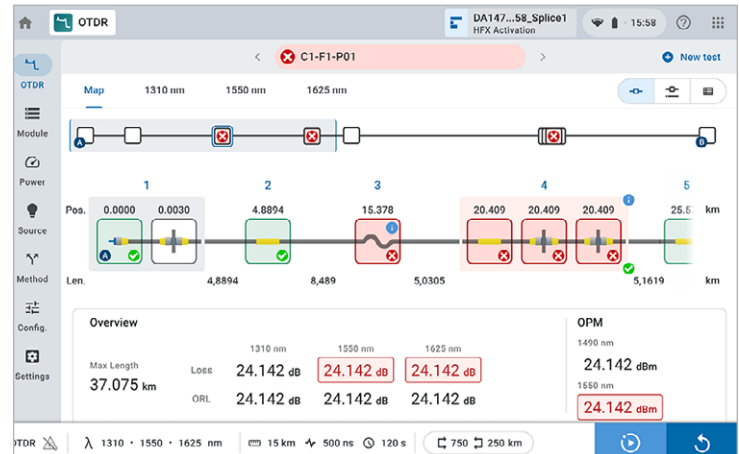 OTDR
DA147...58_Splice1
HFX Activation
15:58
C1-F1-P01
New test
OTDR
Module
Power
Source
Method
Config.
Settings
Map 1310 nm 1550 nm 1625 nm
A B
1 2 3 4 5
Pos. 0.0000 0.0030 4.8894 15.378 20.409 20.409 20.409 25.5 km
A
Len. 4,8894 8,489 5,0305 5,1619 km
Overview
1310 nm 1550 nm 1625 nm
Max Length
37.075 km
Loss 24.142 dB 24.142 dB 24.142 dB
ORL 24.142 dB 24.142 dB 24.142 dB
OPM
1490 nm
24.142 dBm
1550 nm
24.142 dBm
OTDR λ 1310 · 1550 · 1625 nm 15 km 500 ns 120 s 750 250 km